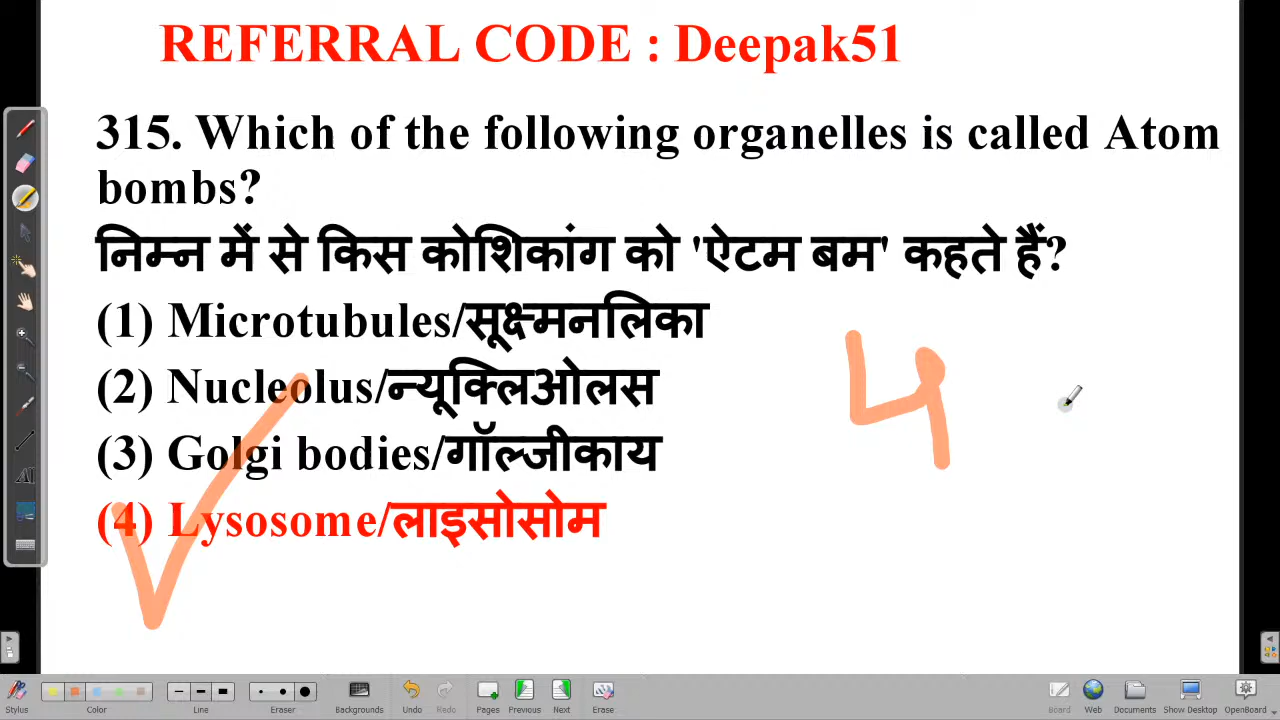 REFERRAL CODE : Deepak51
315. Which of the following organelles is called Atom
bombs?
निम्न में से किस कोशिकांग को 'ऐटम बम' कहते हैं?
(1) Microtubules/सूक्ष्मनलिका
(2) Nucleolus/न्यूक्लिओलस
4
(3) Golgi bodies/गॉल्जीकाय
(4) Lysosome/लाइसोसोम
Stylus Color Line Eraser Backgrounds Undo Redo Pages Previous Next Erase Board Web Documents Show Desktop OpenBoard